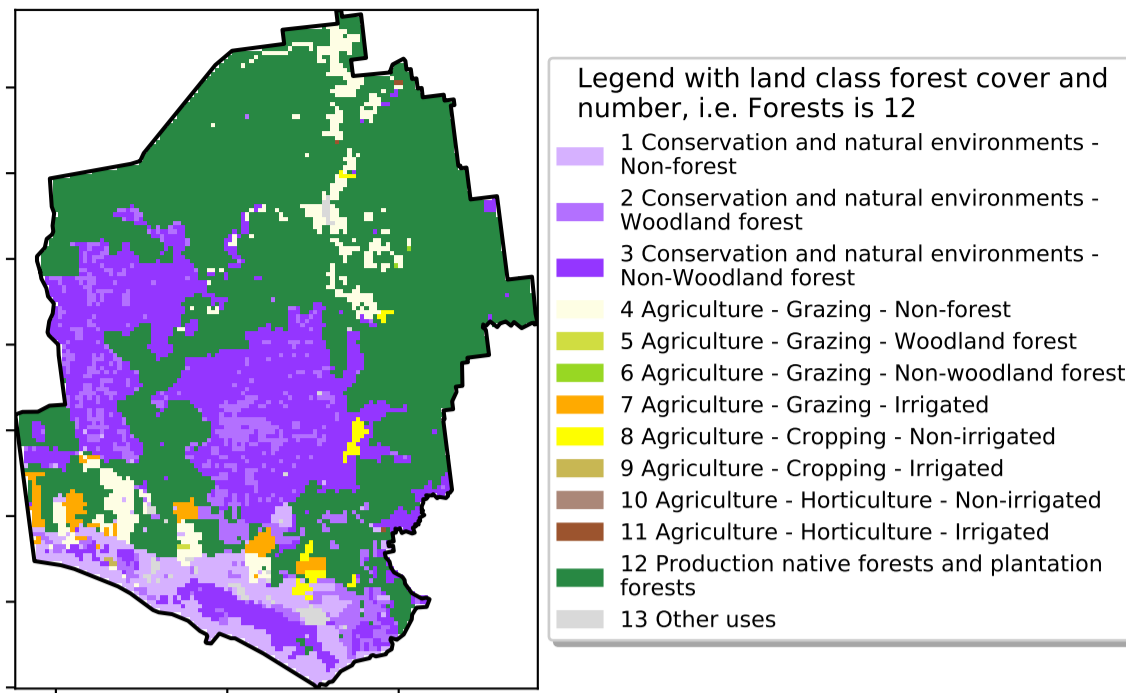 Legend with land class forest cover and
number, i.e. Forests is 12
1 Conservation and natural environments -
Non-forest
2 Conservation and natural environments -
Woodland forest
3 Conservation and natural environments -
Non-Woodland forest
4 Agriculture - Grazing - Non-forest
5 Agriculture - Grazing - Woodland forest
6 Agriculture - Grazing - Non-woodland forest
7 Agriculture - Grazing - Irrigated
8 Agriculture - Cropping - Non-irrigated
9 Agriculture - Cropping - Irrigated
10 Agriculture - Horticulture - Non-irrigated
11 Agriculture - Horticulture - Irrigated
12 Production native forests and plantation
forests
13 Other uses